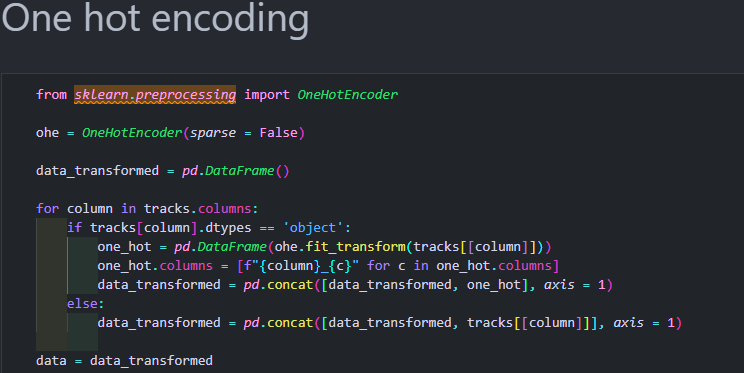 One hot encoding
from sklearn.preprocessing import OneHotEncoder
ohe = OneHotEncoder(sparse = False)
data_transformed = pd.DataFrame()
for column in tracks.columns:
    if tracks[column].dtypes == 'object':
        one_hot = pd.DataFrame(ohe.fit_transform(tracks[[column]]))
        one_hot.columns = [f"{column}_{c}" for c in one_hot.columns]
        data_transformed = pd.concat([data_transformed, one_hot], axis = 1)
    else:
        data_transformed = pd.concat([data_transformed, tracks[[column]]], axis = 1)
data = data_transformed